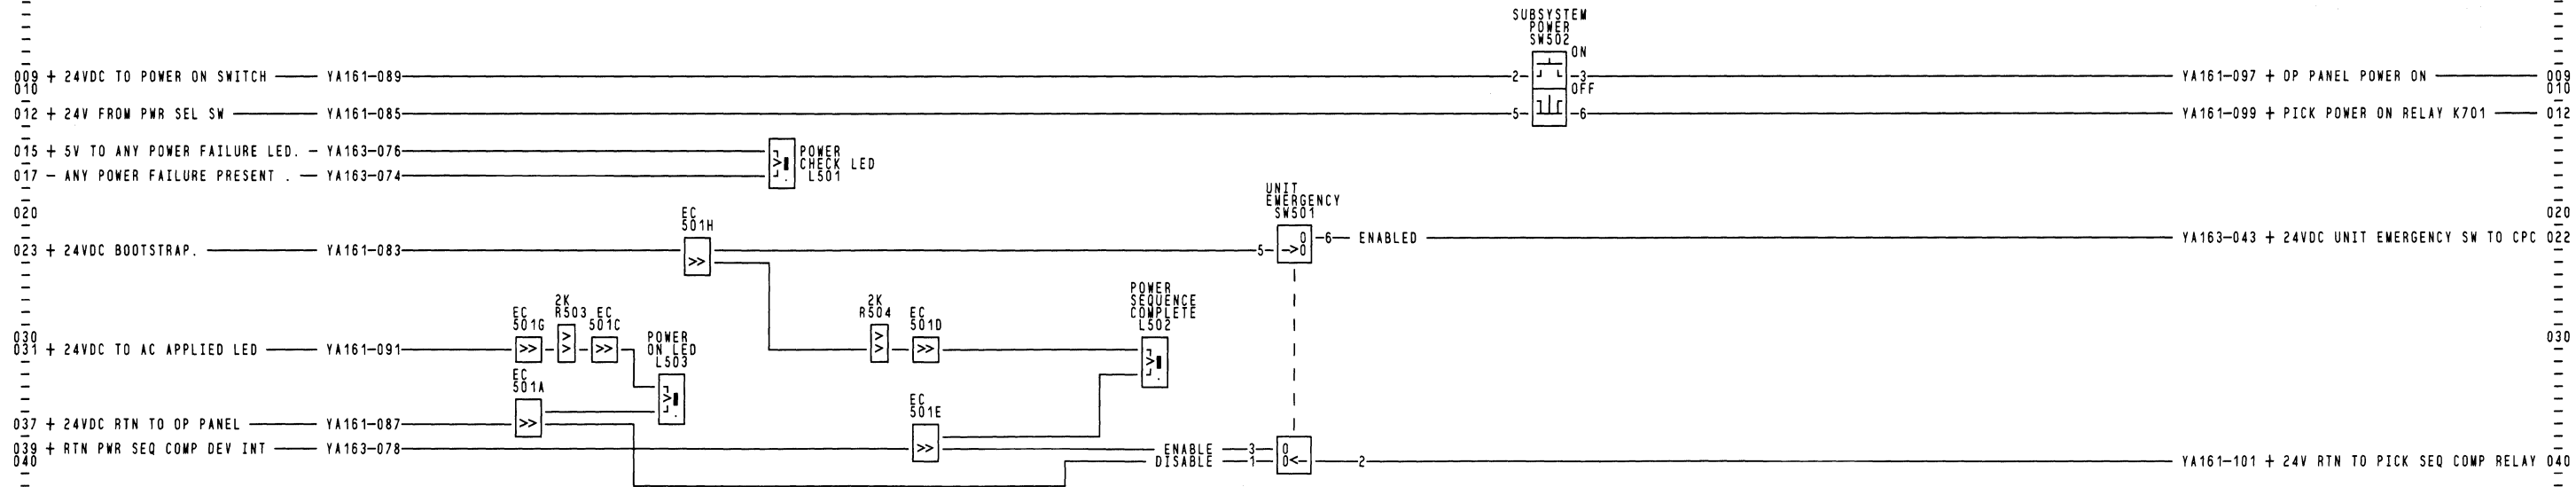 SUBSYSTEM
POWER
SW502
ON
009 + 24VDC TO POWER ON SWITCH YA161-089 2 3 YA161-097 + OP PANEL POWER ON 009
010 OFF 010
012 + 24V FROM PWR SEL SW YA161-085 5 6 YA161-099 + PICK POWER ON RELAY K701 012
015 + 5V TO ANY POWER FAILURE LED. YA163-076 POWER
CHECK LED
017 - ANY POWER FAILURE PRESENT . YA163-074 L501
UNIT
EMERGENCY
020 EC SW501 020
501H
6 ENABLED YA163-043 + 24VDC UNIT EMERGENCY SW TO CPC 022
023 + 24VDC BOOTSTRAP. YA161-083 >> 5 0
->0
POWER
2K 2K SEQUENCE
EC R503 EC R504 EC COMPLETE
501G 501C 501D L502
030 POWER 030
031 + 24VDC TO AC APPLIED LED YA161-091 >> >> >> >> >> ON LED
L503
EC
501A
EC
501E
037 + 24VDC RTN TO OP PANEL YA161-087 >>
039 + RTN PWR SEQ COMP DEV INT YA163-078 >> ENABLE 3 0
040 DISABLE 1 0<- 2 YA161-101 + 24V RTN TO PICK SEQ COMP RELAY 040